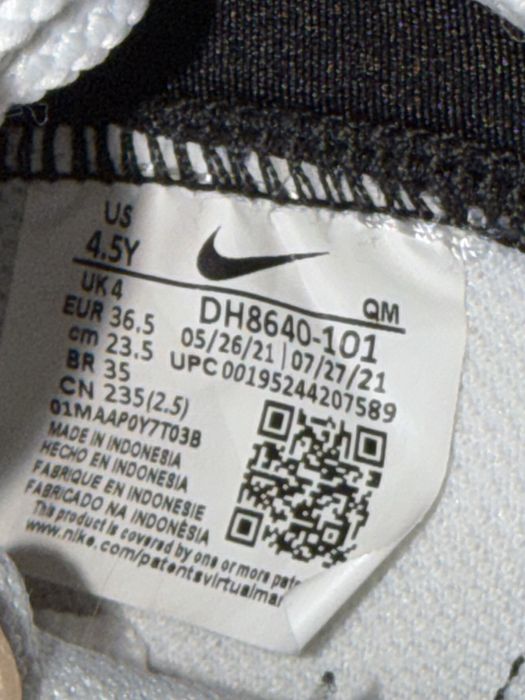 US
4.5Y
UK 4
EUR 36.5
cm 23.5
BR 35
CN 235(2.5)
QM
DH8640-101
05/26/21 | 07/27/21
UPC 00195244207589
01MAAP0Y7T03B
MADE IN INDONESIA
HECHO EN INDONESIA
FABRIQUE EN INDONESIE
FABRICADO NA INDONÉSIA
This product is covered by one or more
www.nike.com/patentsvirtualmar